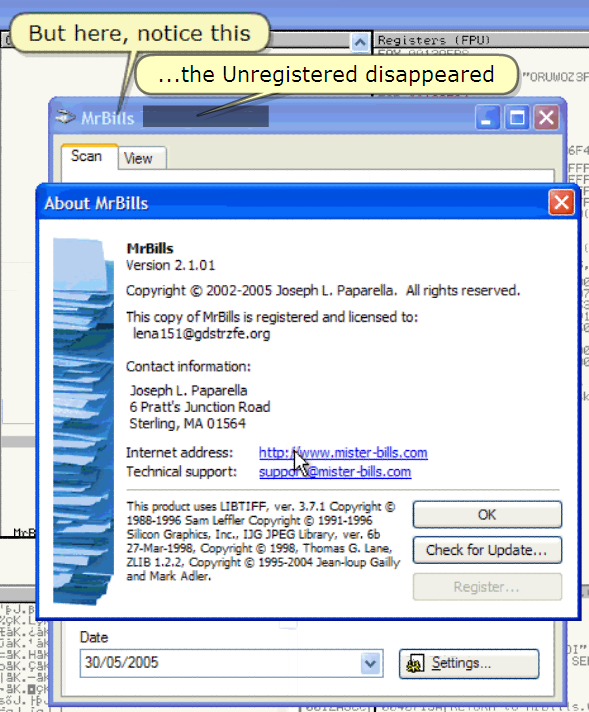 But here, notice this
...the Unregistered disappeared
Registers (FPU)
MrBills
Scan
View
About MrBills
MrBills
Version 2.1.01
Copyright © 2002-2005 Joseph L. Paparella.  All rights reserved.
This copy of MrBills is registered and licensed to:
lena151@gdstrzfe.org
Contact information:
Joseph L. Paparella
6 Pratt's Junction Road
Sterling, MA 01564
Internet address: http://www.mister-bills.com
Technical support: support@mister-bills.com
This product uses LIBTIFF, ver. 3.7.1 Copyright ©
1988-1996 Sam Leffler Copyright © 1991-1996
Silicon Graphics, Inc., IJG JPEG Library, ver. 6b
27-Mar-1998, Copyright © 1998, Thomas G. Lane,
ZLIB 1.2.2, Copyright © 1995-2004 Jean-loup Gailly
and Mark Adler.
OK
Check for Update...
Register...
Date
30/05/2005
Settings...